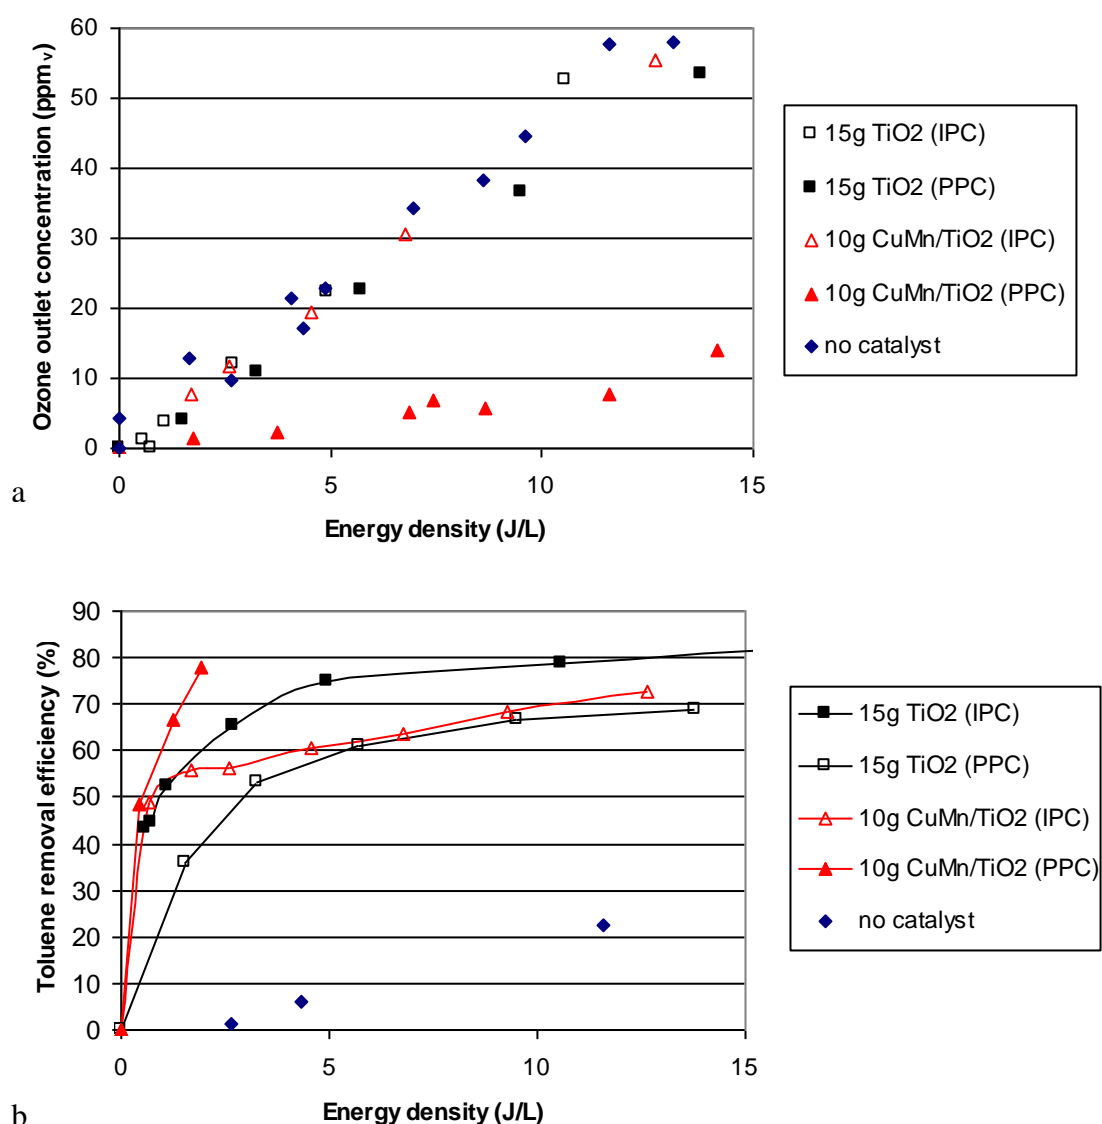 60
50
40
30
20
10
0
Ozone outlet concentration (ppmv)
0 5 10 15
Energy density (J/L)
15g TiO2 (IPC)
15g TiO2 (PPC)
10g CuMn/TiO2 (IPC)
10g CuMn/TiO2 (PPC)
no catalyst
a
90
80
70
60
50
40
30
20
10
0
Toluene removal efficiency (%)
0 5 10 15
Energy density (J/L)
15g TiO2 (IPC)
15g TiO2 (PPC)
10g CuMn/TiO2 (IPC)
10g CuMn/TiO2 (PPC)
no catalyst
b